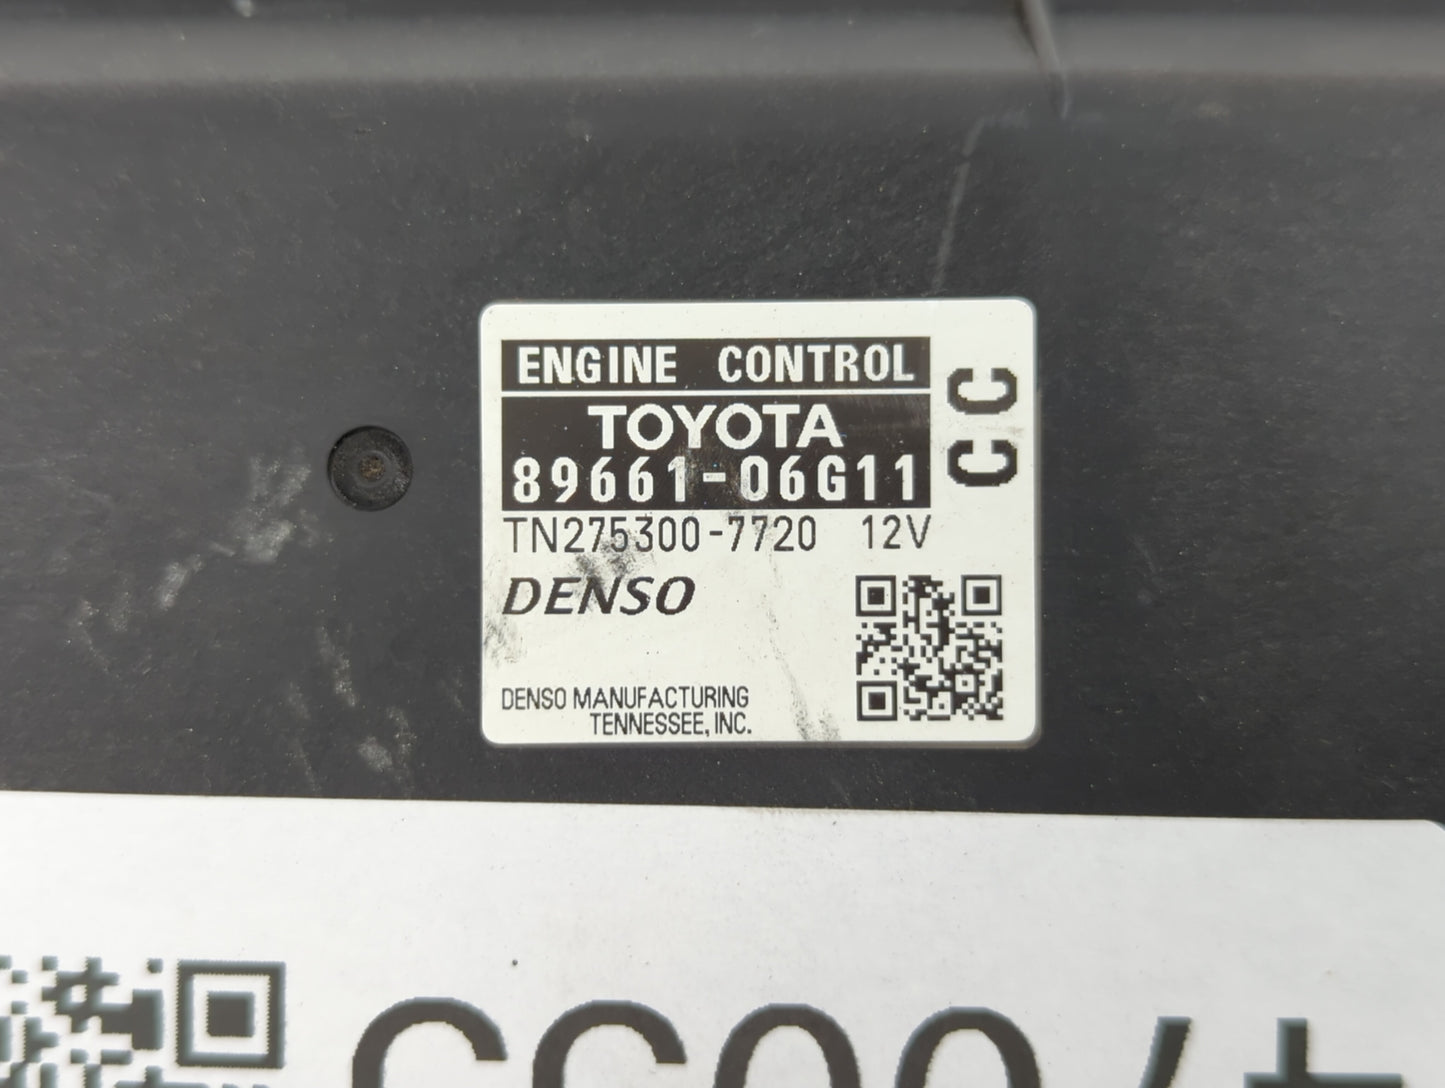 ENGINE CONTROL
TOYOTA
89661-06G11
CC
TN275300-7720 12V
DENSO
DENSO MANUFACTURING
TENNESSEE, INC.